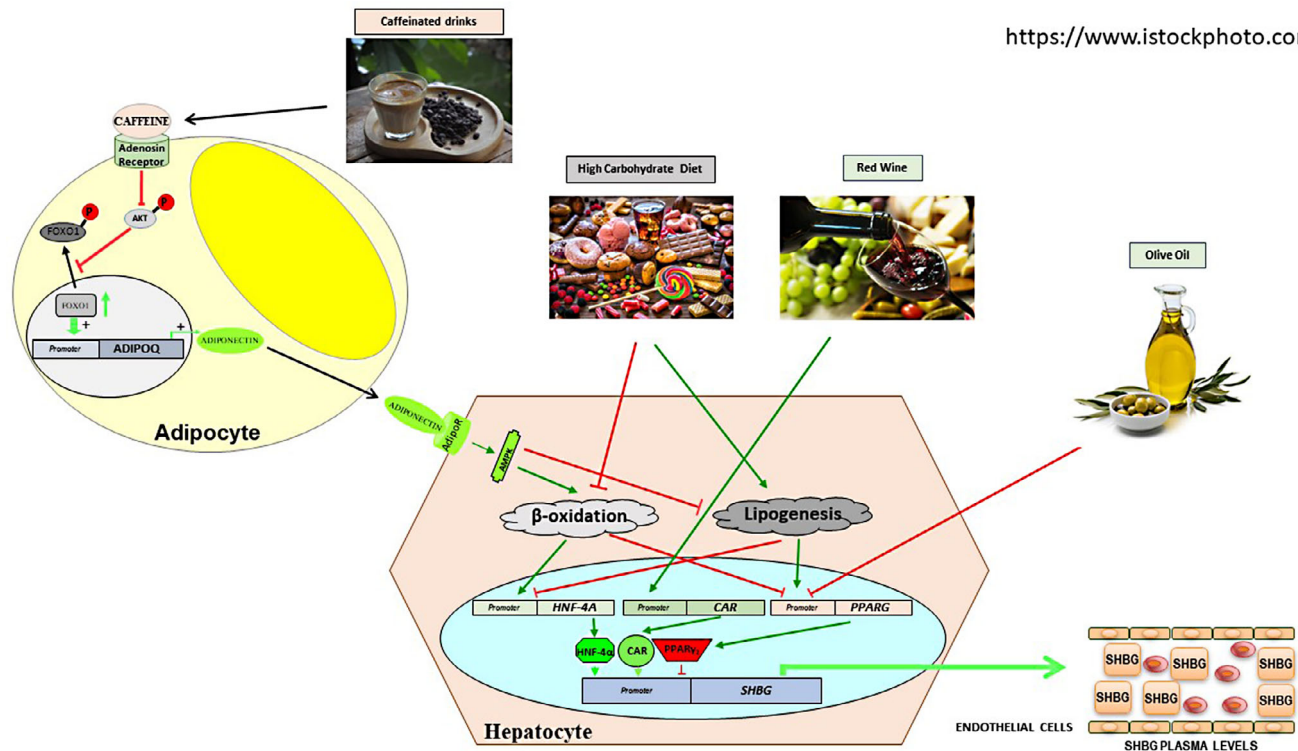 Caffeinated drinks
https://www.istockphoto.co
CAFFEINE
Adenosin
Receptor
High Carbohydrate Diet
Red Wine
P
AKT
P
FOXO1
Olive Oil
FOXO1
+
+
Promoter
ADIPOQ
ADIPONECTIN
Adipocyte
ADIPONECTIN
AdipoR
AMPK
β-oxidation
Lipogenesis
Promoter
HNF-4A
Promoter
CAR
Promoter
PPARG
HNF-4α
CAR
PPARγ₂
Promoter
SHBG
Hepatocyte
SHBG
SHBG
SHBG
SHBG
SHBG
SHBG
ENDOTHELIAL CELLS
SHBG PLASMA LEVELS